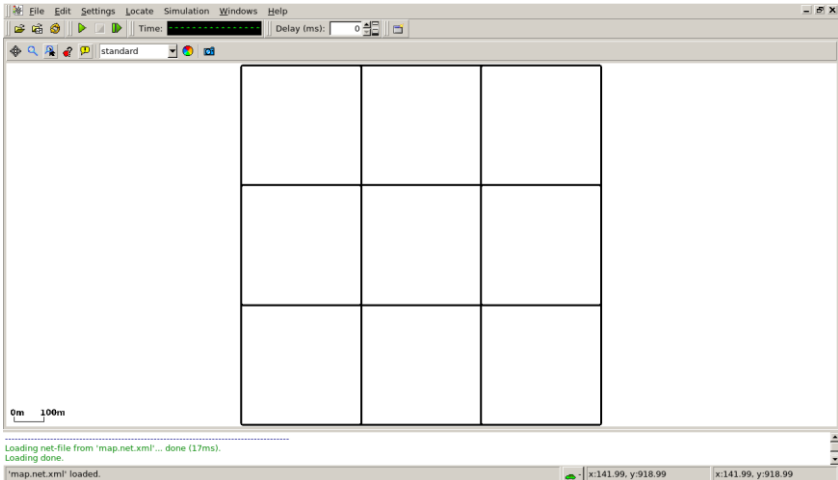 File Edit Settings Locate Simulation Windows Help
Time: Delay (ms): 0
standard
0m 100m
Loading net-file from 'map.net.xml'... done (17ms).
Loading done.
'map.net.xml' loaded. x:141.99, y:918.99 x:141.99, y:918.99